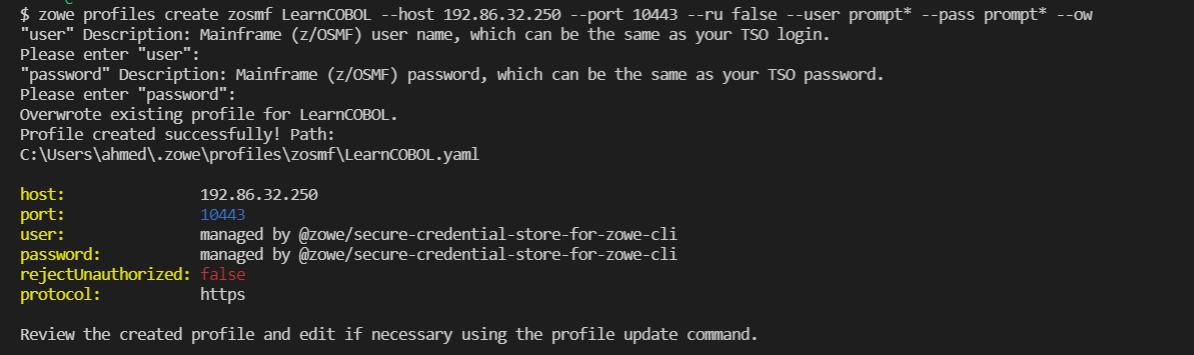 $ zowe profiles create zosmf LearnCOBOL --host 192.86.32.250 --port 10443 --ru false --user prompt* --pass prompt* --ow
"user" Description: Mainframe (z/OSMF) user name, which can be the same as your TSO login.
Please enter "user":
"password" Description: Mainframe (z/OSMF) password, which can be the same as your TSO password.
Please enter "password":
Overwrote existing profile for LearnCOBOL.
Profile created successfully! Path:
C:\Users\ahmed\.zowe\profiles\zosmf\LearnCOBOL.yaml
host: 192.86.32.250
port: 10443
user: managed by @zowe/secure-credential-store-for-zowe-cli
password: managed by @zowe/secure-credential-store-for-zowe-cli
rejectUnauthorized: false
protocol: https
Review the created profile and edit if necessary using the profile update command.